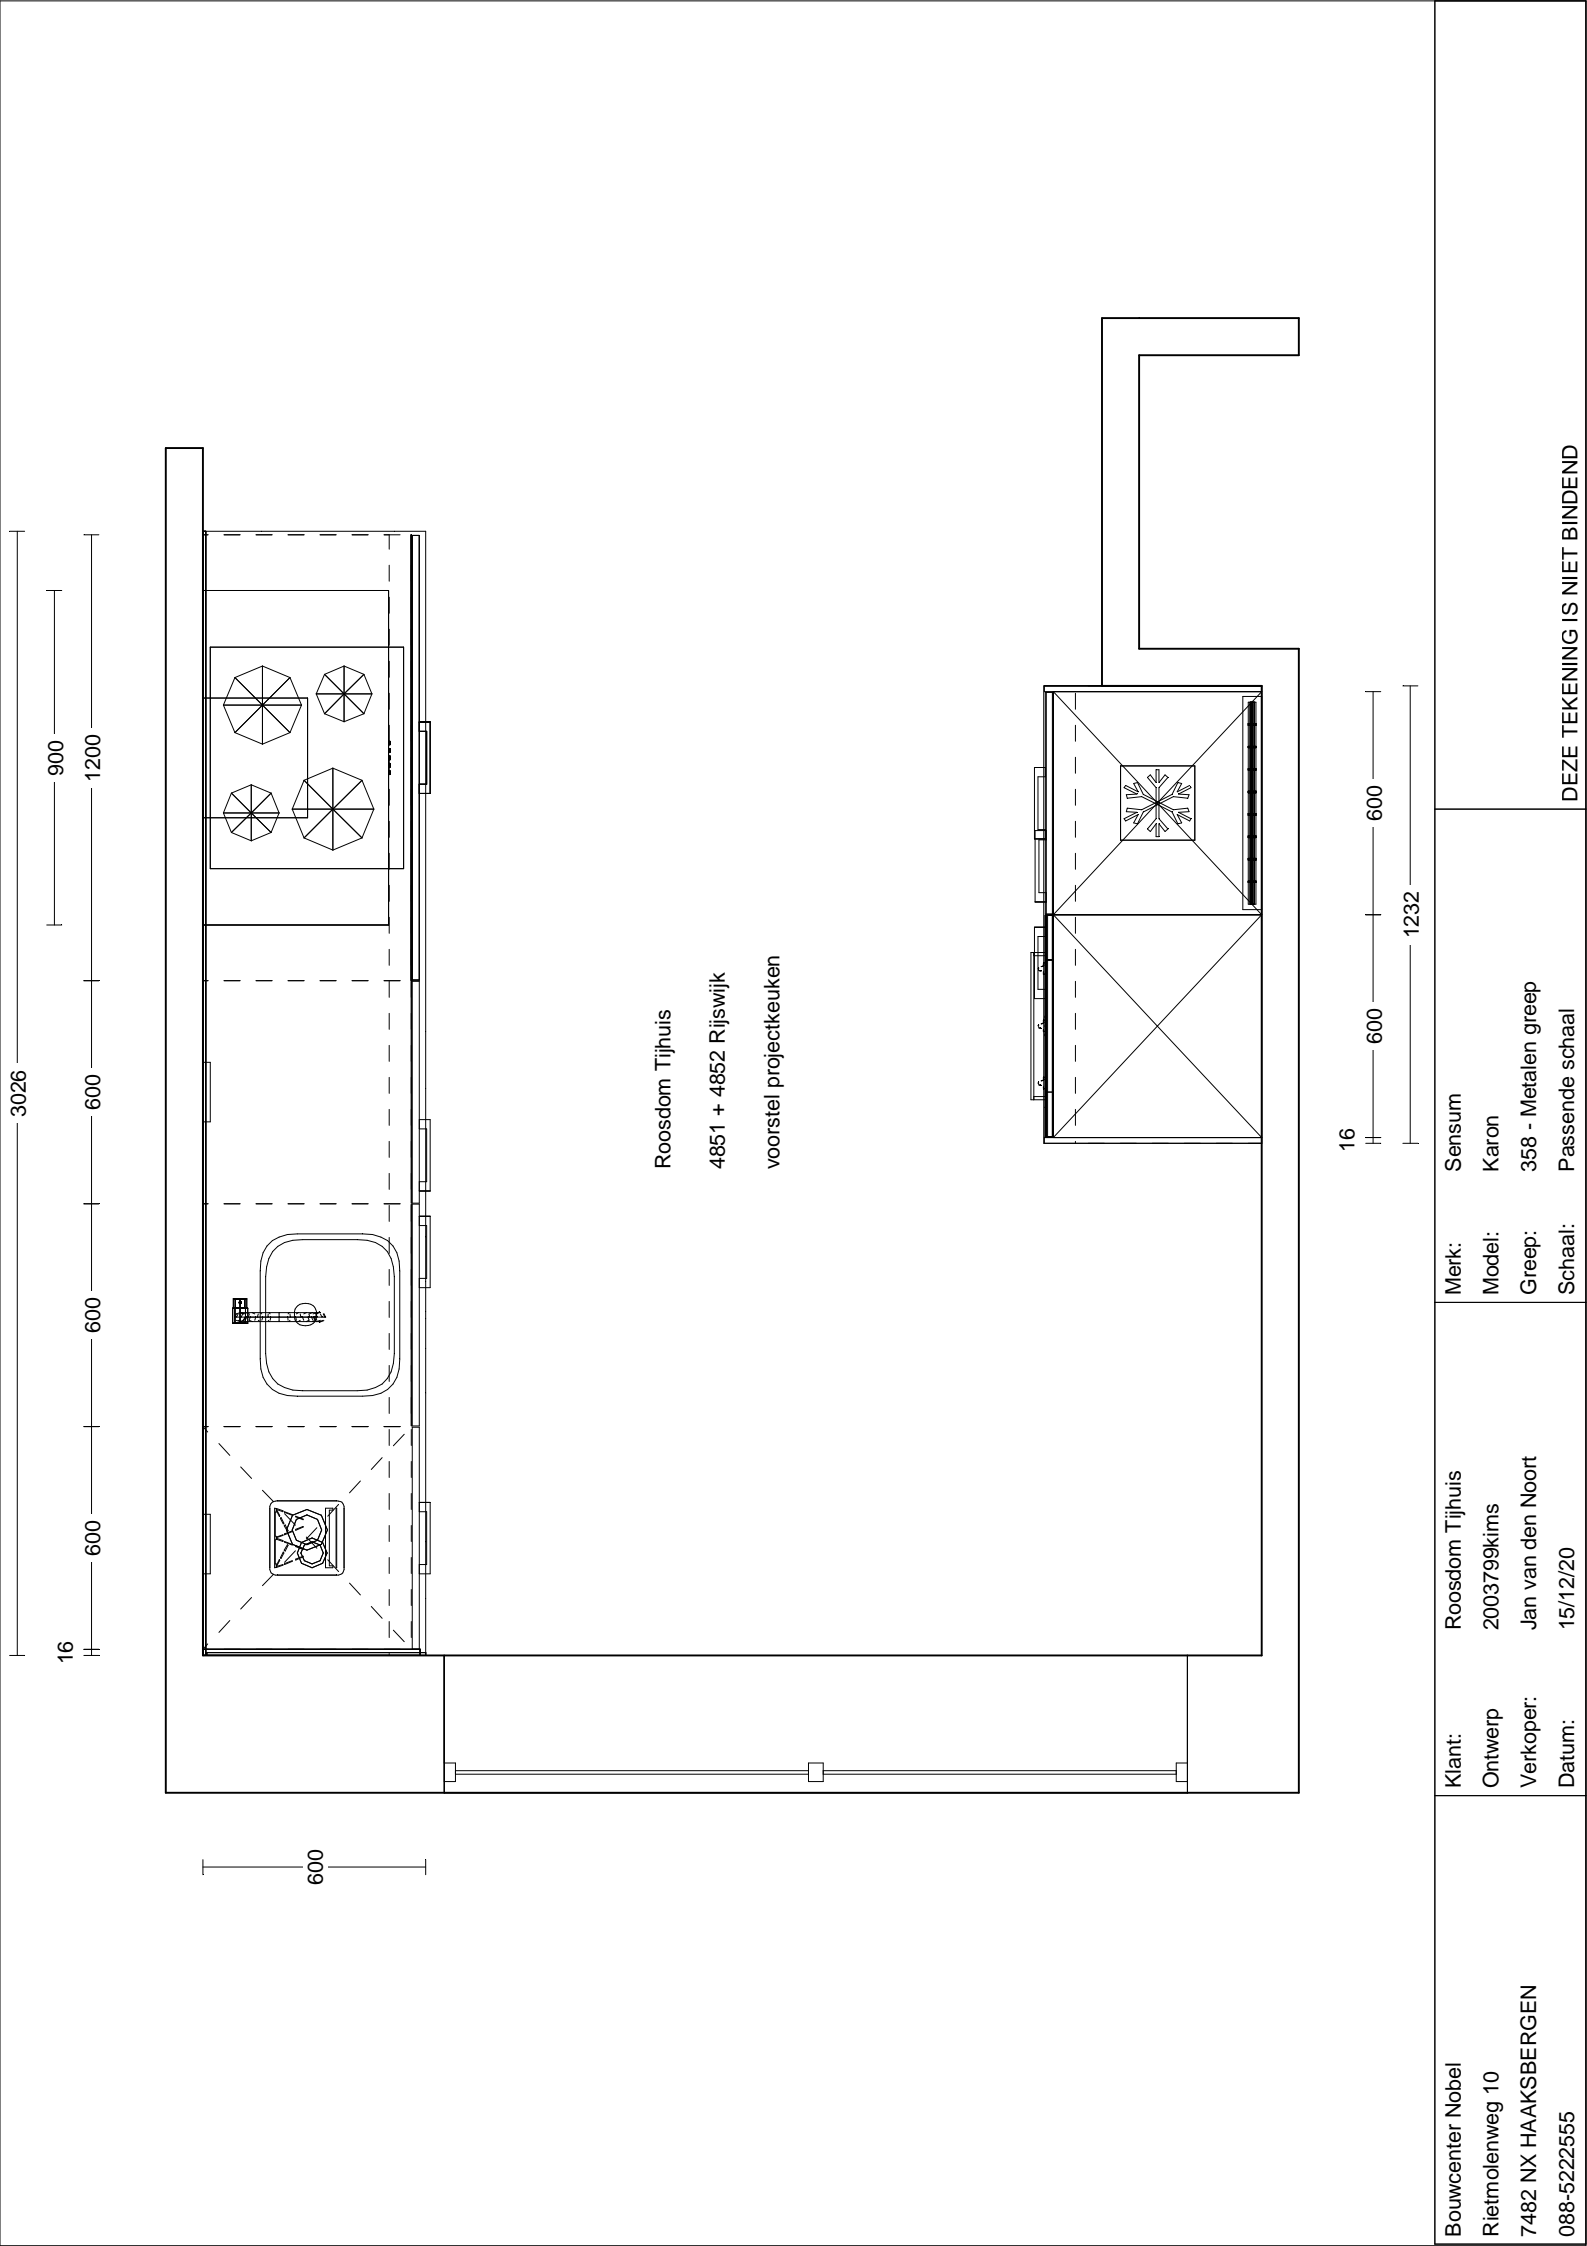 3026
900
16
600
600
600
1200
600
Roosdom Tijhuis
4851 + 4852 Rijswijk
voorstel projectkeuken
16
600
600
1232
Bouwcenter Nobel
Rietmolenweg 10
7482 NX HAAKSBERGEN
088-5222555
Klant: Roosdom Tijhuis
Ontwerp 2003799kims
Verkoper: Jan van den Noort
Datum: 15/12/20
Merk: Sensum
Model: Karon
Greep: 358 - Metalen greep
Schaal: Passende schaal
DEZE TEKENING IS NIET BINDEND